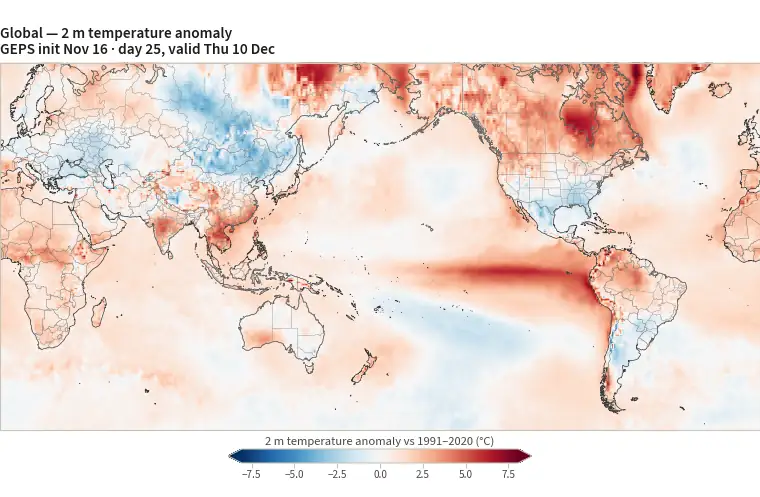 Global — 2 m temperature anomaly
GEPS init Nov 16 · day 25, valid Thu 10 Dec
2 m temperature anomaly vs 1991–2020 (°C)
−7.5 −5.0 −2.5 0.0 2.5 5.0 7.5